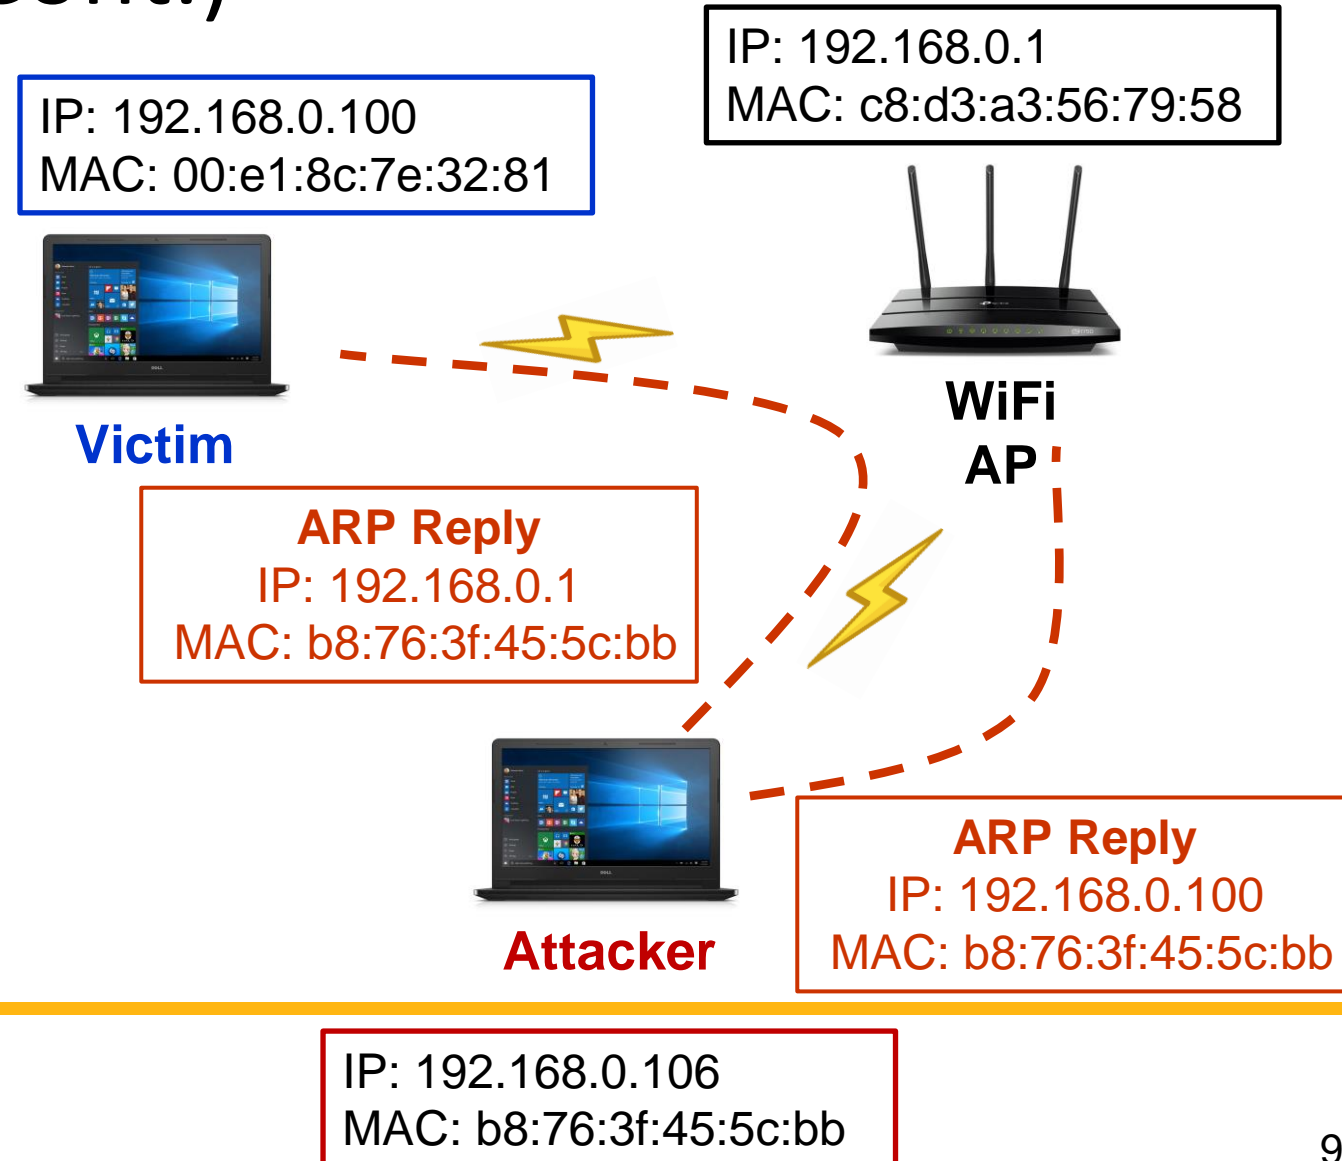 IP: 192.168.0.1
MAC: c8:d3:a3:56:79:58
IP: 192.168.0.100
MAC: 00:e1:8c:7e:32:81
Victim
WiFi
AP
ARP Reply
IP: 192.168.0.1
MAC: b8:76:3f:45:5c:bb
Attacker
ARP Reply
IP: 192.168.0.100
MAC: b8:76:3f:45:5c:bb
IP: 192.168.0.106
MAC: b8:76:3f:45:5c:bb
9